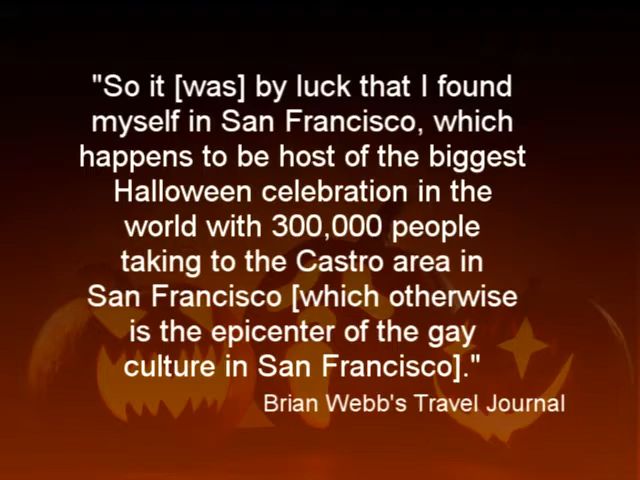 "So it [was] by luck that I found
myself in San Francisco, which
happens to be host of the biggest
Halloween celebration in the
world with 300,000 people
taking to the Castro area in
San Francisco [which otherwise
is the epicenter of the gay
culture in San Francisco]."
Brian Webb's Travel Journal